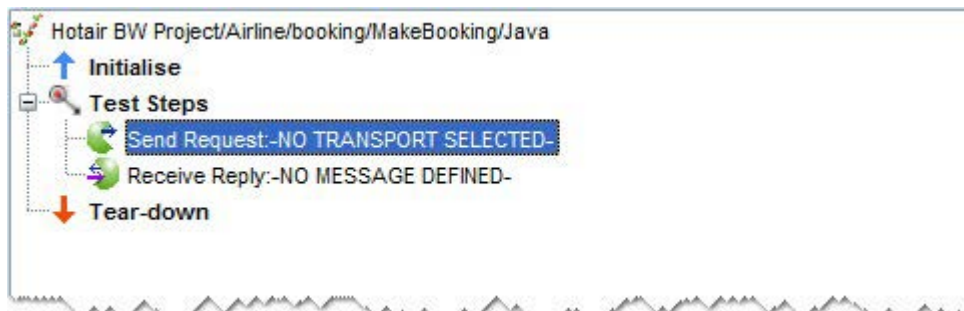 Hotair BW Project/Airline/booking/MakeBooking/Java
Initialise
Test Steps
Send Request:-NO TRANSPORT SELECTED-
Receive Reply:-NO MESSAGE DEFINED-
Tear-down